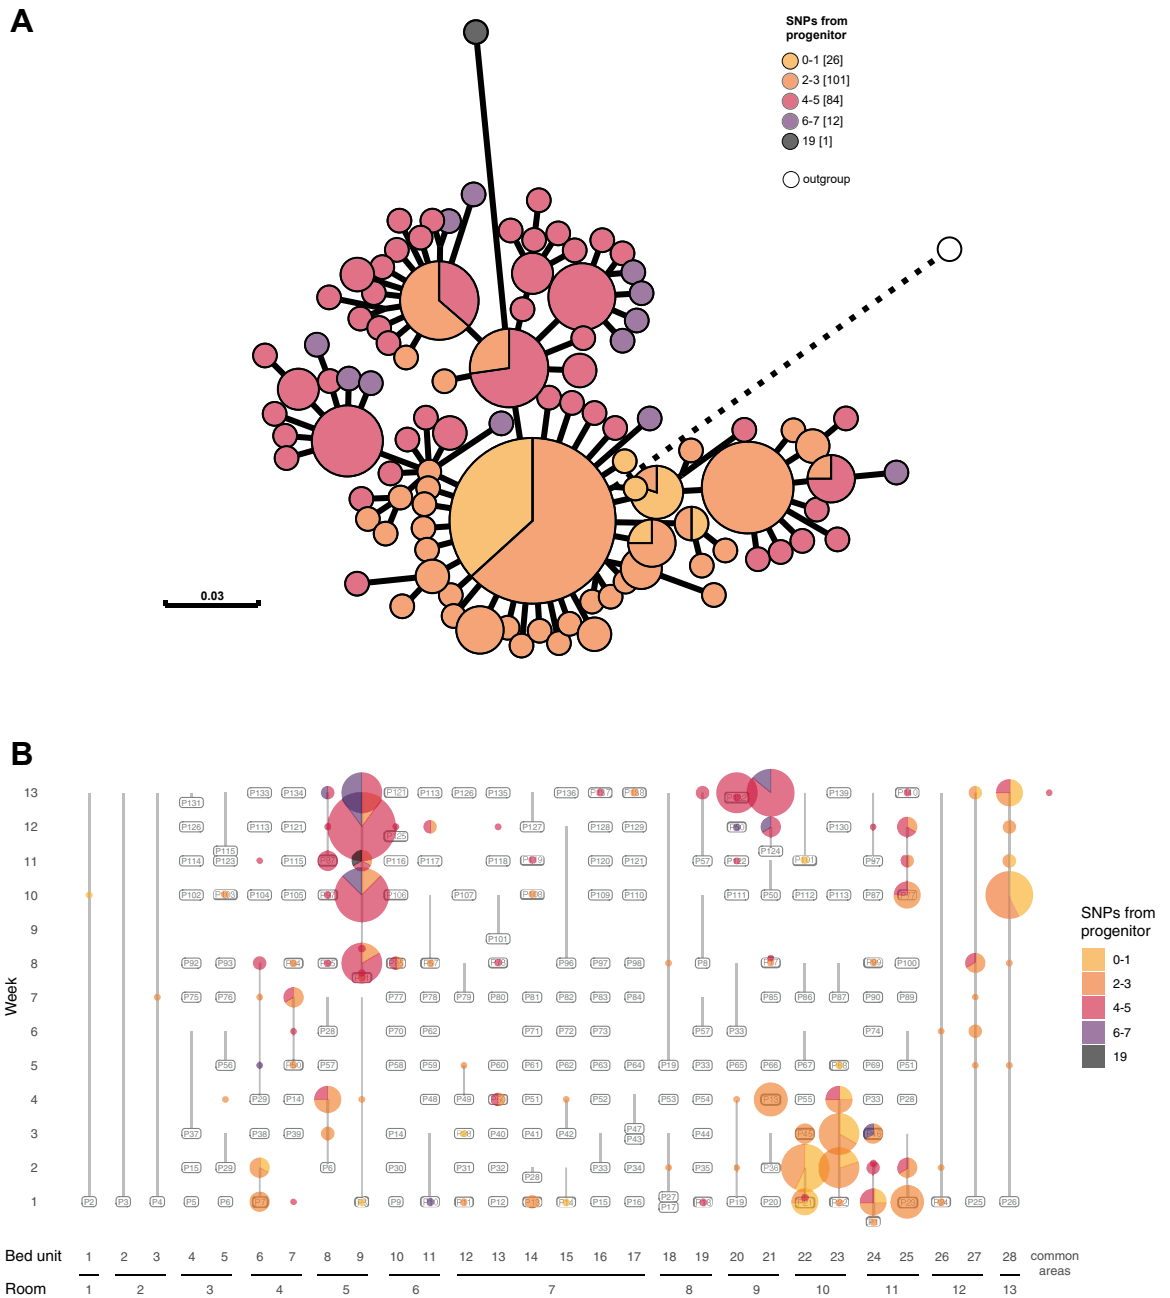 A
SNPs from
progenitor
0-1 [26]
2-3 [101]
4-5 [84]
6-7 [12]
19 [1]
outgroup
0.03
B
13 P133 P134 P121 P113 P126 P135 P136 P139
P131
12 P126 P113 P121 P127 P128 P129 P130
P115 P124
11 P114 P123 P115 P116 P117 P118 P120 P121 P57 P122 P101 P97
10 P102 P103 P104 P105 P106 P107 P108 P109 P110 P111 P50 P112 P113 P87
9 P101
8 P92 P93 P96 P97 P98 P8 P100
7 P75 P76 P77 P78 P79 P80 P81 P82 P83 P84 P85 P86 P87 P90 P89
6 P28 P70 P62 P71 P72 P73 P57 P33 P74
5 P56 P57 P58 P59 P60 P61 P62 P63 P64 P19 P33 P65 P66 P67 P69 P51
4 P29 P14 P48 P49 P51 P52 P53 P54 P55 P33 P28
P47
3 P37 P38 P39 P14 P40 P41 P42 P43 P44
2 P15 P29 P6 P30 P31 P32 P33 P34 P35 P36
P28
P27
1 P2 P3 P4 P5 P6 P9 P15 P16 P17 P19 P20 P25 P26
Week
SNPs from
progenitor
0-1
2-3
4-5
6-7
19
Bed unit 1 2 3 4 5 6 7 8 9 10 11 12 13 14 15 16 17 18 19 20 21 22 23 24 25 26 27 28 common
areas
Room 1 2 3 4 5 6 7 8 9 10 11 12 13